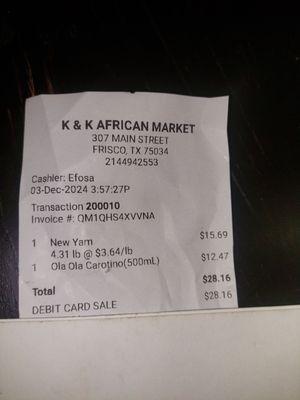 K & K AFRICAN MARKET
307 MAIN STREET
FRISCO, TX 75034
2144942553
Cashier: Efosa
03-Dec-2024 3:57:27P
Transaction 200010
Invoice #: QM1QHS4XVVNA
1 New Yam $15.69
4.31 lb @ $3.64/lb
1 Ola Ola Carotino(500mL) $12.47
Total $28.16
DEBIT CARD SALE $28.16